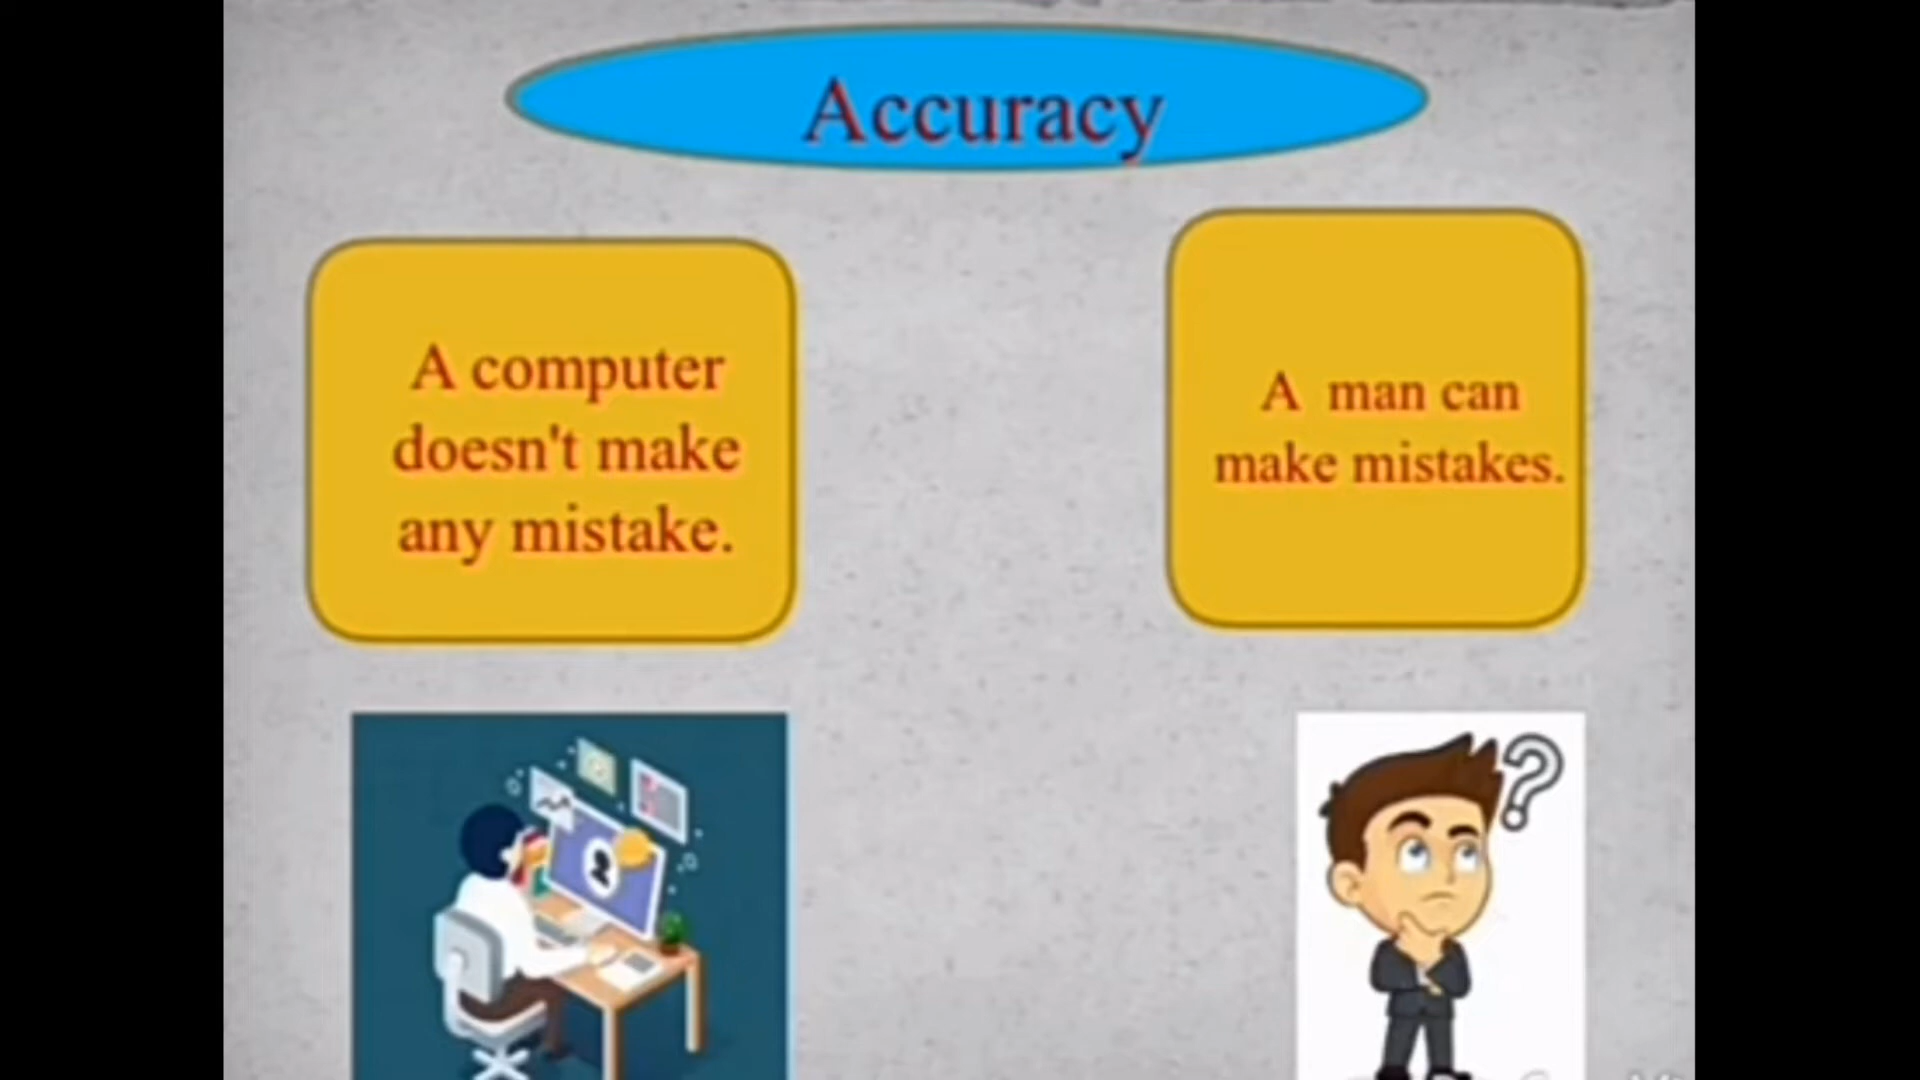 Accuracy
A computer
doesn't make
any mistake.
A man can
make mistakes.
?